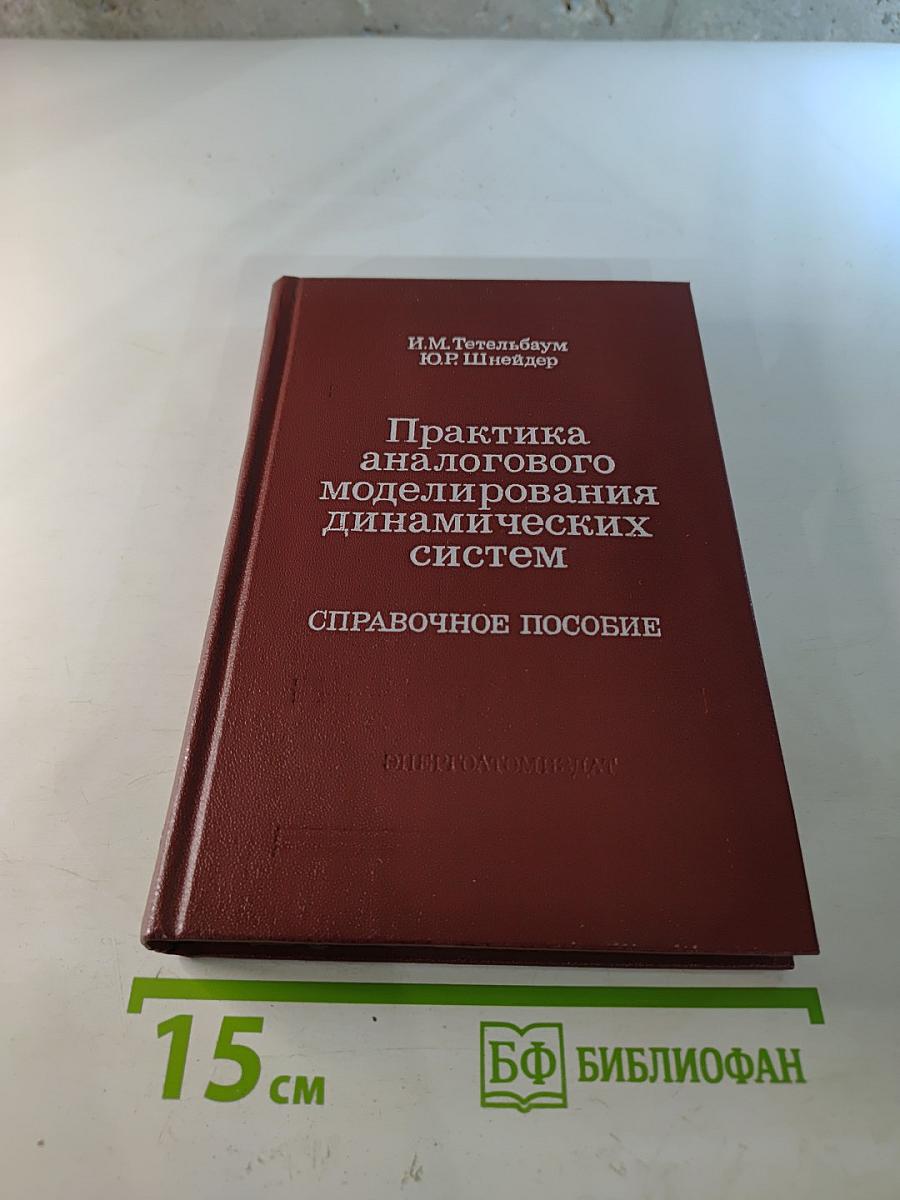 И.М. Тетельбаум
Ю.Р. Шнейдер
Практика
аналогового
моделирования
динамических
систем
СПРАВОЧНОЕ ПОСОБИЕ
ЭНЕРГОАТОМИЗДАТ
15 см
БФ БИБЛИОФАН